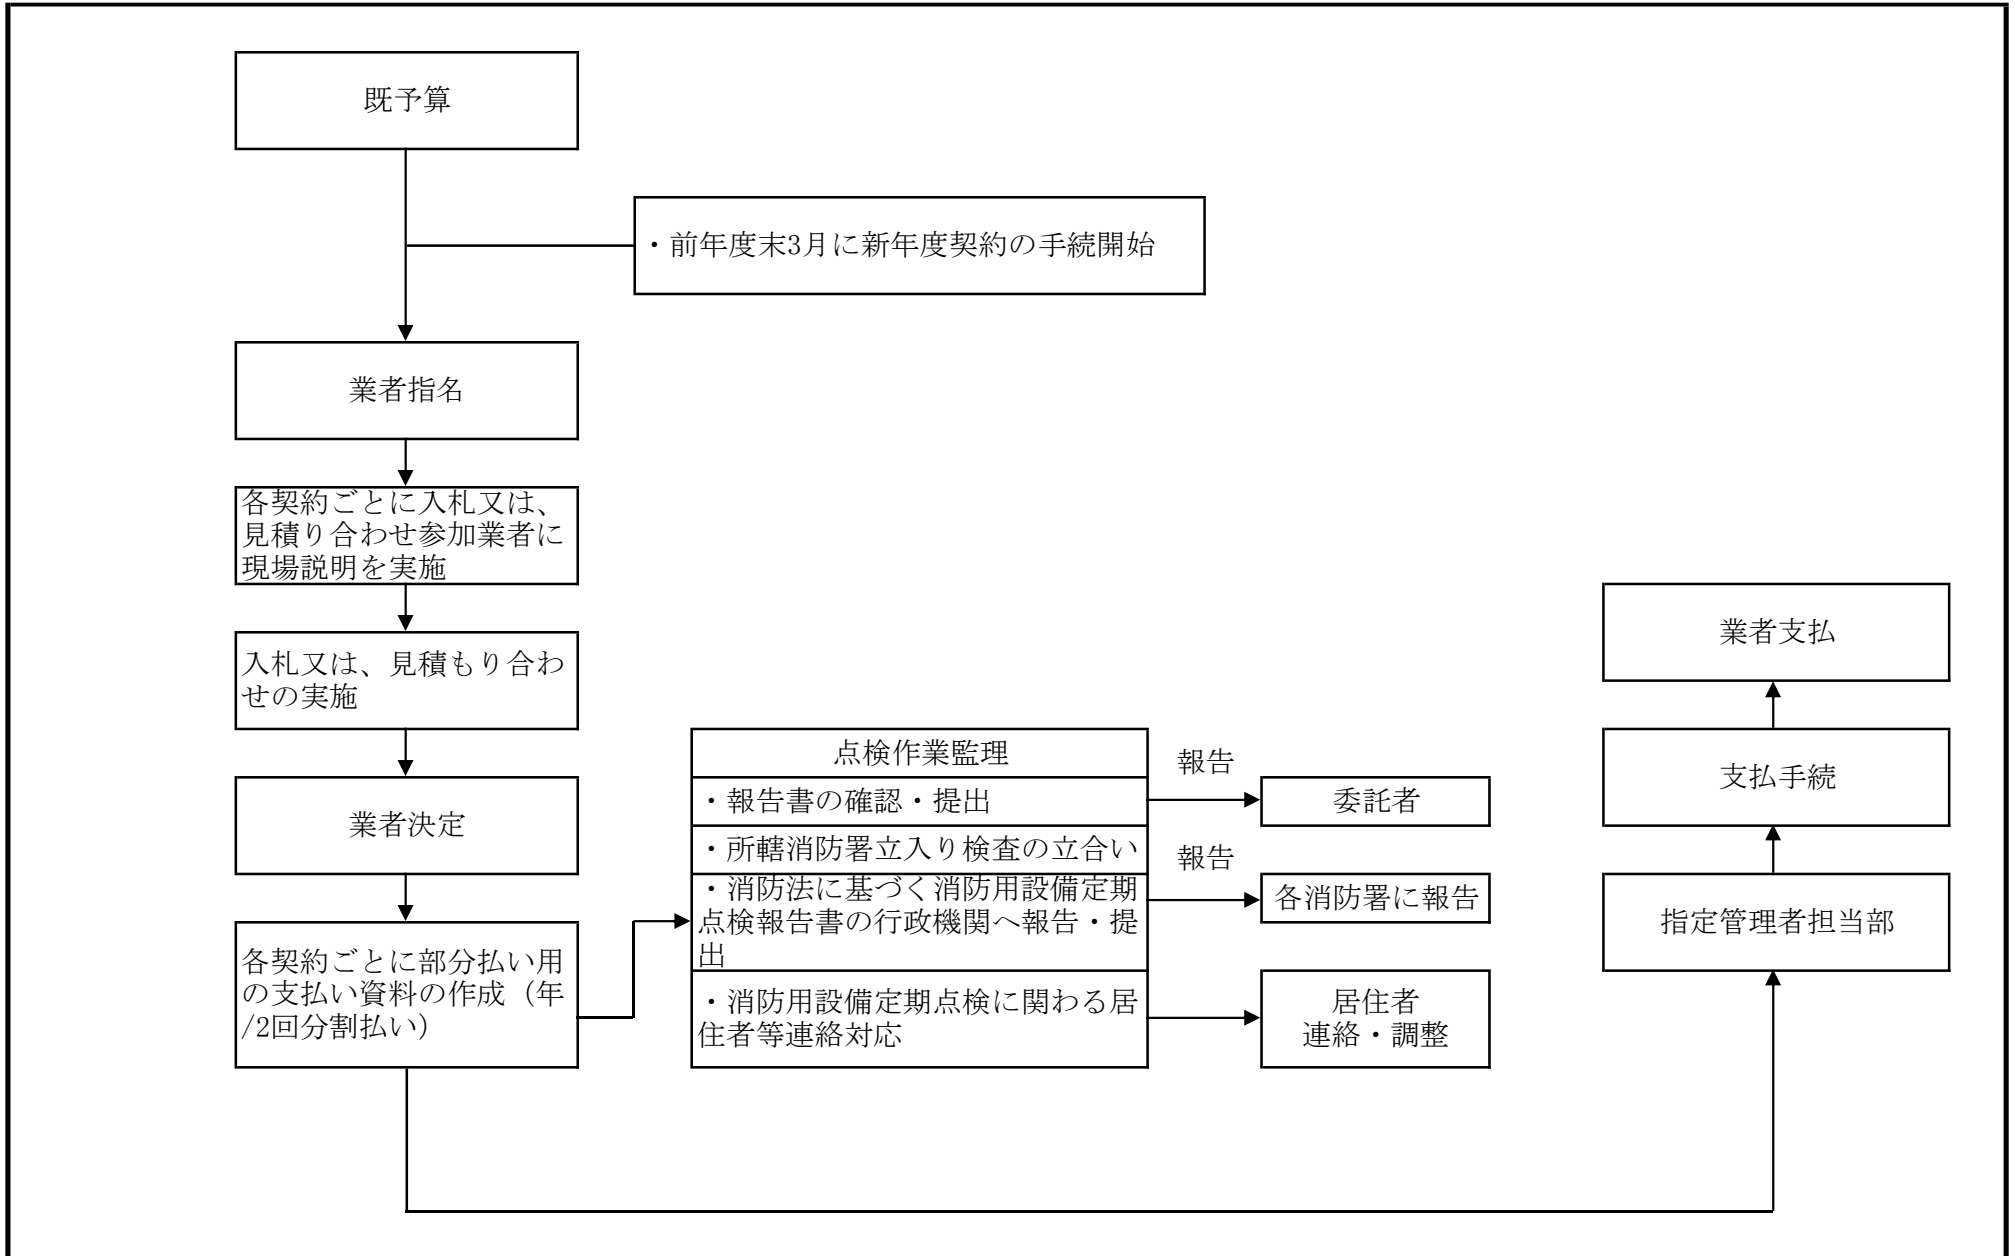 既予算
・前年度末3月に新年度契約の手続開始
業者指名
各契約ごとに入札又は、
見積り合わせ参加業者に
現場説明を実施
入札又は、見積もり合わ
せの実施
業者決定
各契約ごとに部分払い用
の支払い資料の作成（年
/2回分割払い）
点検作業監理
・報告書の確認・提出
・所轄消防署立入り検査の立合い
・消防法に基づく消防用設備定期
点検報告書の行政機関へ報告・提
出
・消防用設備定期点検に関わる居
住者等連絡対応
報告
委託者
報告
各消防署に報告
居住者
連絡・調整
業者支払
支払手続
指定管理者担当部